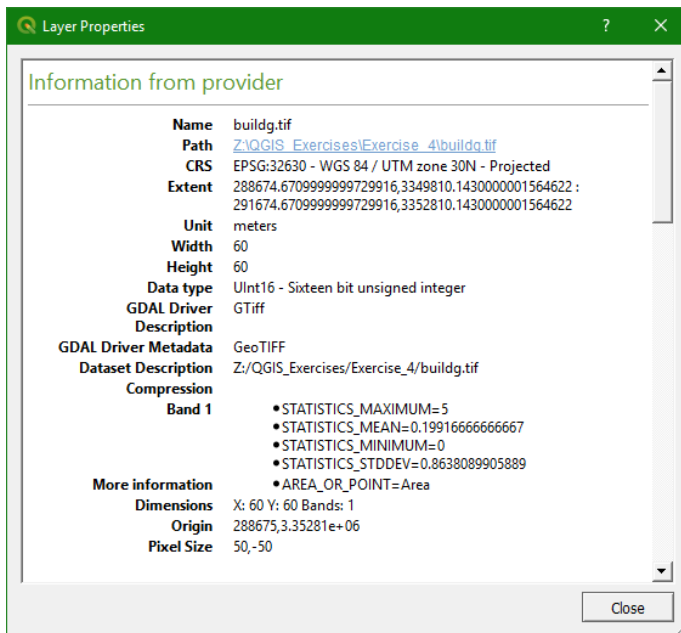 Layer Properties ? ×
Information from provider
Name buildg.tif
Path Z:\QGIS_Exercises\Exercise_4\buildg.tif
CRS EPSG:32630 - WGS 84 / UTM zone 30N - Projected
Extent 288674.6709999999729916,3349810.1430000001564622 :
291674.6709999999729916,3352810.1430000001564622
Unit meters
Width 60
Height 60
Data type UInt16 - Sixteen bit unsigned integer
GDAL Driver GTiff
Description
GDAL Driver Metadata GeoTIFF
Dataset Description Z:/QGIS_Exercises/Exercise_4/buildg.tif
Compression
Band 1 •STATISTICS_MAXIMUM=5
•STATISTICS_MEAN=0.19916666666667
•STATISTICS_MINIMUM=0
•STATISTICS_STDDEV=0.8638089905889
More information •AREA_OR_POINT=Area
Dimensions X: 60 Y: 60 Bands: 1
Origin 288675,3.35281e+06
Pixel Size 50,-50
Close